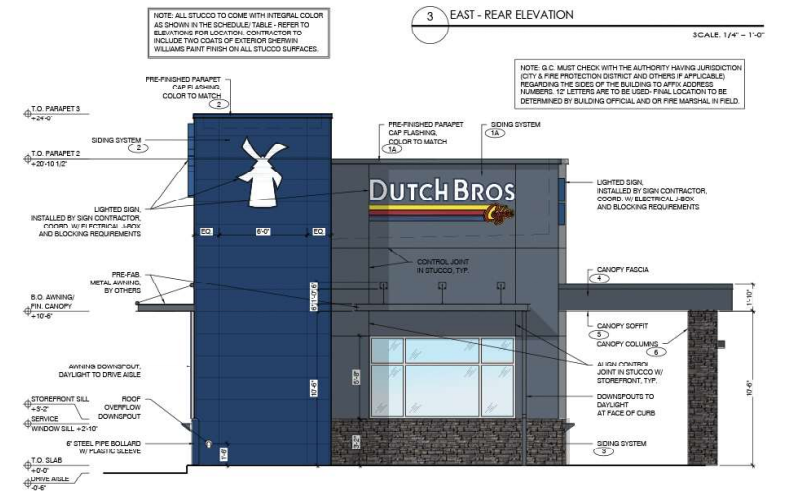 NOTE: ALL STUCCO TO COME WITH INTEGRAL COLOR
AS SHOWN IN THE SCHEDULE/ TABLE - REFER TO
ELEVATIONS FOR LOCATION. CONTRACTOR TO
INCLUDE TWO COATS OF EXTERIOR SHERWIN
WILLIAMS PAINT FINISH ON ALL STUCCO SURFACES.
3
EAST - REAR ELEVATION
SCALE: 1/4" = 1'-0"
NOTE: G.C. MUST CHECK WITH THE AUTHORITY HAVING JURISDICTION
(CITY & FIRE PROTECTION DISTRICT AND OTHERS IF APPLICABLE)
REGARDING THE SIDES OF THE BUILDING TO AFFIX ADDRESS
NUMBERS. 12" LETTERS ARE TO BE USED- FINAL LOCATION TO BE
DETERMINED BY BUILDING OFFICIAL AND OR FIRE MARSHAL IN FIELD.
PRE-FINISHED PARAPET
CAP FLASHING,
COLOR TO MATCH
2
T.O. PARAPET 3
+24'-0"
SIDING SYSTEM
2
T.O. PARAPET 2
+20'-10 1/2"
PRE-FINISHED PARAPET
CAP FLASHING,
COLOR TO MATCH
1A
SIDING SYSTEM
1A
LIGHTED SIGN,
INSTALLED BY SIGN CONTRACTOR,
COORD. W/ ELECTRICAL J-BOX
AND BLOCKING REQUIREMENTS
DUTCH BROS
Coffee
LIGHTED SIGN,
INSTALLED BY SIGN CONTRACTOR,
COORD. W/ ELECTRICAL J-BOX
AND BLOCKING REQUIREMENTS
EQ.
6'-0"
EQ.
CONTROL JOINT
IN STUCCO, TYP.
PRE-FAB.
METAL AWNING,
BY OTHERS
B.O. AWNING/
FIN. CANOPY
+10'-6"
CANOPY FASCIA
4
1'-10"
CANOPY SOFFIT
5
CANOPY COLUMNS
6
ALIGN CONTROL
JOINT IN STUCCO W/
STOREFRONT, TYP.
5'-8"
10'-6"
10'-6"
AWNING DOWNSPOUT,
DAYLIGHT TO DRIVE AISLE
STOREFRONT SILL
+3'-2"
SERVICE
WINDOW SILL +2'-10"
ROOF
OVERFLOW
DOWNSPOUT
DOWNSPOUTS TO
DAYLIGHT
AT FACE OF CURB
6" STEEL PIPE BOLLARD
W/ PLASTIC SLEEVE
1'-6"
3'-2"
SIDING SYSTEM
3
T.O. SLAB
+0'-0"
DRIVE AISLE
-0'-6"